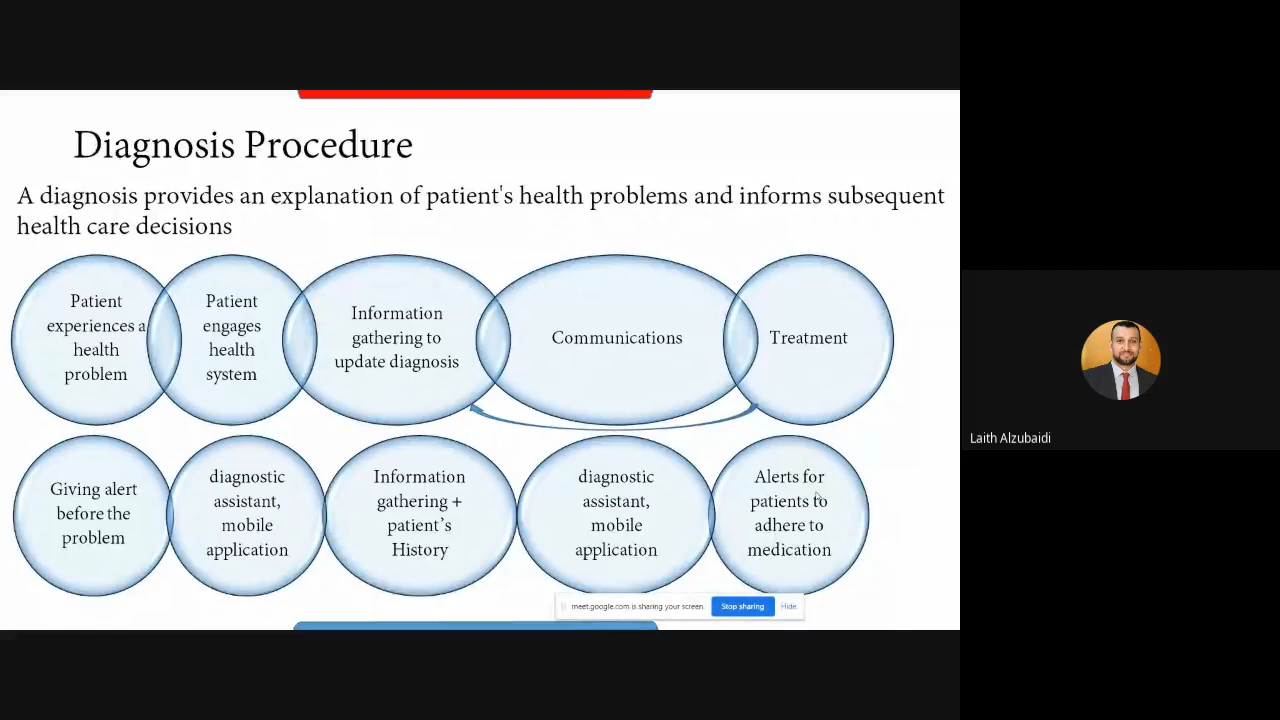 Diagnosis Procedure
A diagnosis provides an explanation of patient's health problems and informs subsequent
health care decisions
Patient
experiences a
health
problem
Patient
engages
health
system
Information
gathering to
update diagnosis
Communications
Treatment
Giving alert
before the
problem
diagnostic
assistant,
mobile
application
Information
gathering +
patient’s
History
diagnostic
assistant,
mobile
application
Alerts for
patients to
adhere to
medication
meet.google.com is sharing your screen.
Stop sharing
Hide
Laith Alzubaidi